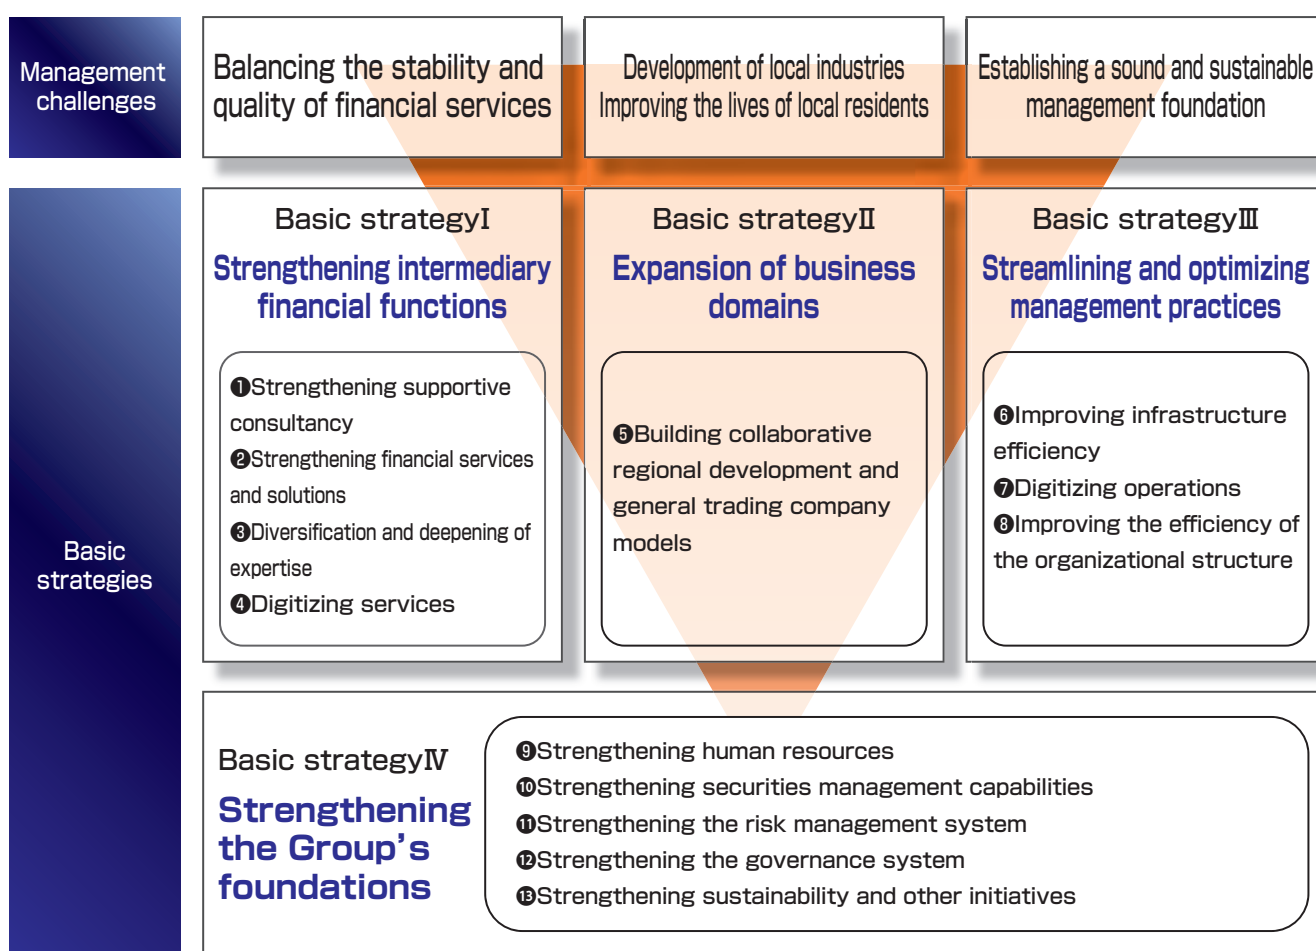 Management
challenges
Balancing the stability and
quality of financial services
Development of local industries
Improving the lives of local residents
Establishing a sound and sustainable
management foundation
Basic
strategies
Basic strategyⅠ
Strengthening intermediary
financial functions
❶Strengthening supportive
consultancy
❷Strengthening financial services
and solutions
❸Diversification and deepening of
expertise
❹Digitizing services
Basic strategyⅡ
Expansion of business
domains
❺Building collaborative
regional development and
general trading company
models
Basic strategyⅢ
Streamlining and optimizing
management practices
❻Improving infrastructure
efficiency
❼Digitizing operations
❽Improving the efficiency of
the organizational structure
Basic strategyⅣ
Strengthening
the Group’s
foundations
❾Strengthening human resources
❿Strengthening securities management capabilities
⓫Strengthening the risk management system
⓬Strengthening the governance system
⓭Strengthening sustainability and other initiatives